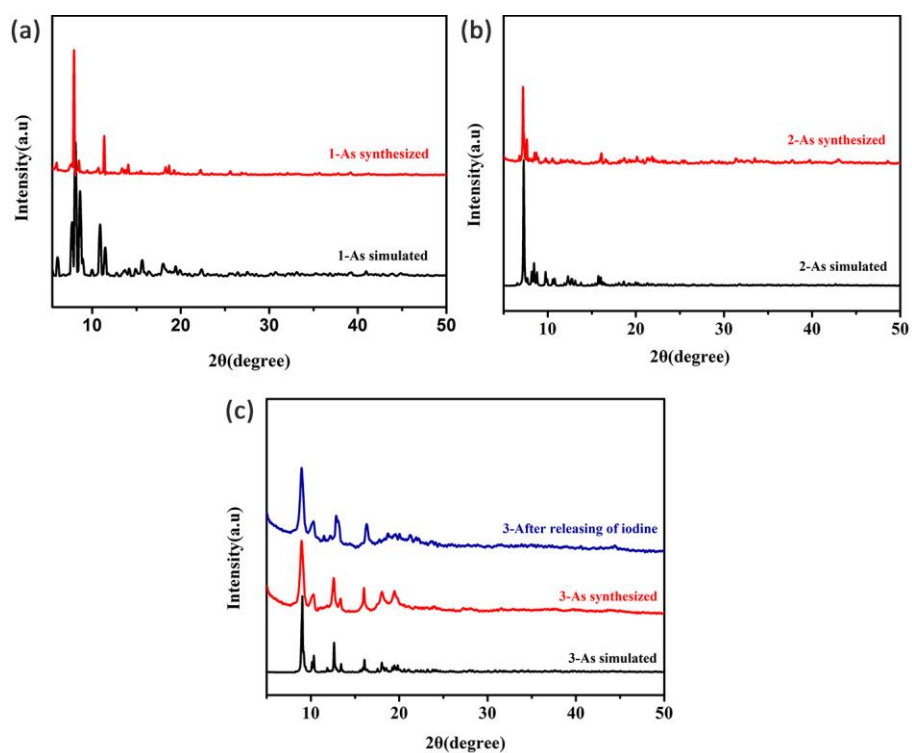 (a)
Intensity(a.u)
1-As synthesized
1-As simulated
10 20 30 40 50
2θ(degree)
(b)
Intensity(a.u)
2-As synthesized
2-As simulated
10 20 30 40 50
2θ(degree)
(c)
Intensity(a.u)
3-After releasing of iodine
3-As synthesized
3-As simulated
10 20 30 40 50
2θ(degree)